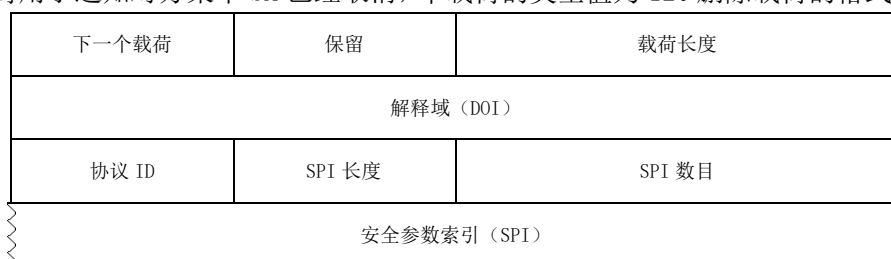 下一个载荷 保留 载荷长度
解释域（DOI）
协议 ID SPI 长度 SPI 数目
安全参数索引（SPI）